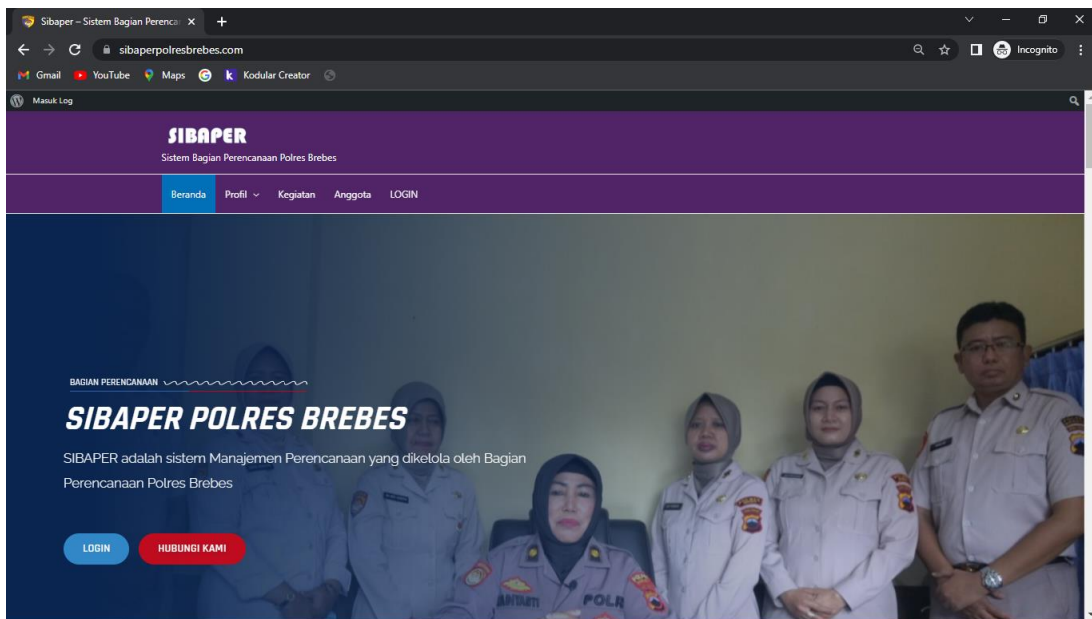 Sibaper – Sistem Bagian Perenca
sibaperpolresbrebes.com
Incognito
Gmail YouTube Maps Kodular Creator
Masuk Log
SIBAPER
Sistem Bagian Perencanaan Polres Brebes
Beranda Profil Kegiatan Anggota LOGIN
BAGIAN PERENCANAAN
SIBAPER POLRES BREBES
SIBAPER adalah sistem Manajemen Perencanaan yang dikelola oleh Bagian
Perencanaan Polres Brebes
LOGIN HUBUNGI KAMI